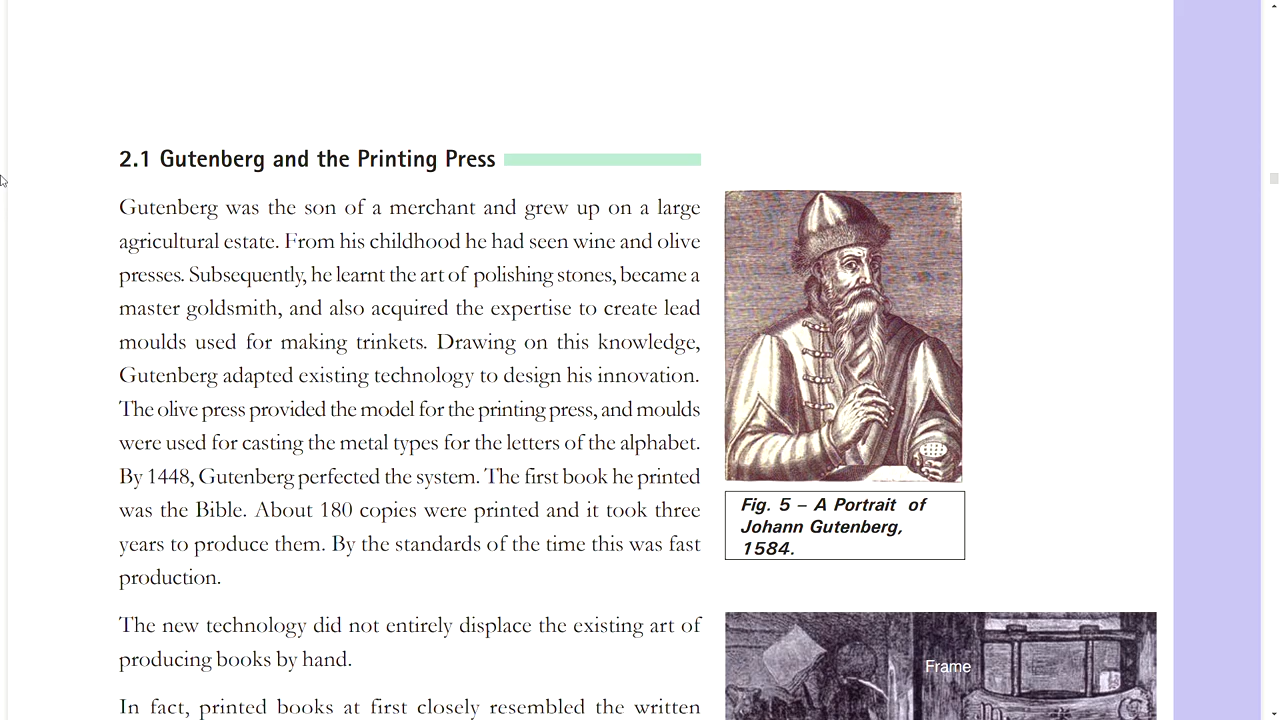 2.1 Gutenberg and the Printing Press
Gutenberg was the son of a merchant and grew up on a large
agricultural estate. From his childhood he had seen wine and olive
presses. Subsequently, he learnt the art of polishing stones, became a
master goldsmith, and also acquired the expertise to create lead
moulds used for making trinkets. Drawing on this knowledge,
Gutenberg adapted existing technology to design his innovation.
The olive press provided the model for the printing press, and moulds
were used for casting the metal types for the letters of the alphabet.
By 1448, Gutenberg perfected the system. The first book he printed
was the Bible. About 180 copies were printed and it took three
years to produce them. By the standards of the time this was fast
production.
The new technology did not entirely displace the existing art of
producing books by hand.
In fact, printed books at first closely resembled the written
Fig. 5 – A Portrait of
Johann Gutenberg,
1584.
Frame